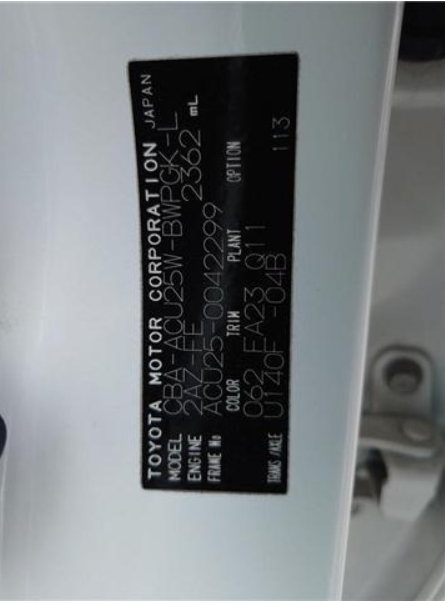 TOYOTA MOTOR CORPORATION JAPAN
MODEL CBA-ACU25W-BWPGK-L
ENGINE 2AZ-FE 2362 mL
FRAME No ACU25-0042299
COLOR TRIM PLANT OPTION
062 EA23 Q11
TRANS/AXLE U140F -04B 113